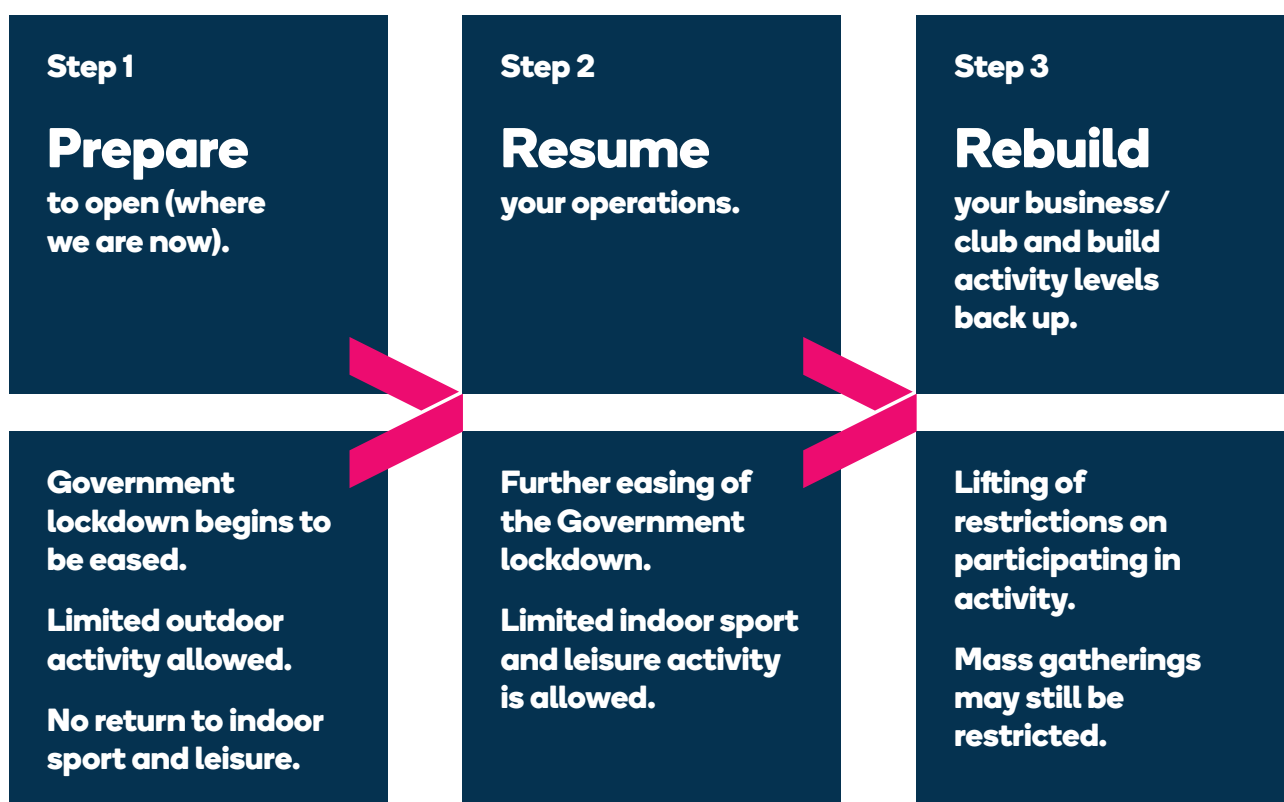 Step 1
Prepare
to open (where
we are now).
Government
lockdown begins to
be eased.
Limited outdoor
activity allowed.
No return to indoor
sport and leisure.
Step 2
Resume
your operations.
Further easing of
the Government
lockdown.
Limited indoor sport
and leisure activity
is allowed.
Step 3
Rebuild
your business/
club and build
activity levels
back up.
Lifting of
restrictions on
participating in
activity.
Mass gatherings
may still be
restricted.